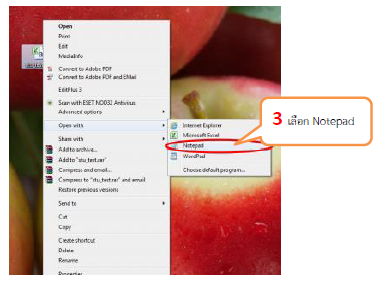 Open
Print
Edit
MediaInfo
Convert to Adobe PDF
Convert to Adobe PDF and EMail
EditPlus 3
Scan with ESET NOD32 Antivirus
Advanced options
Open with
Internet Explorer
Microsoft Excel
Notepad
WordPad
Choose default program...
3 เลือก Notepad
Share with
Add to archive...
Add to "stu_test.rar"
Compress and email...
Compress to "stu_test.rar" and email
Restore previous versions
Send to
Cut
Copy
Create shortcut
Delete
Rename
Properties